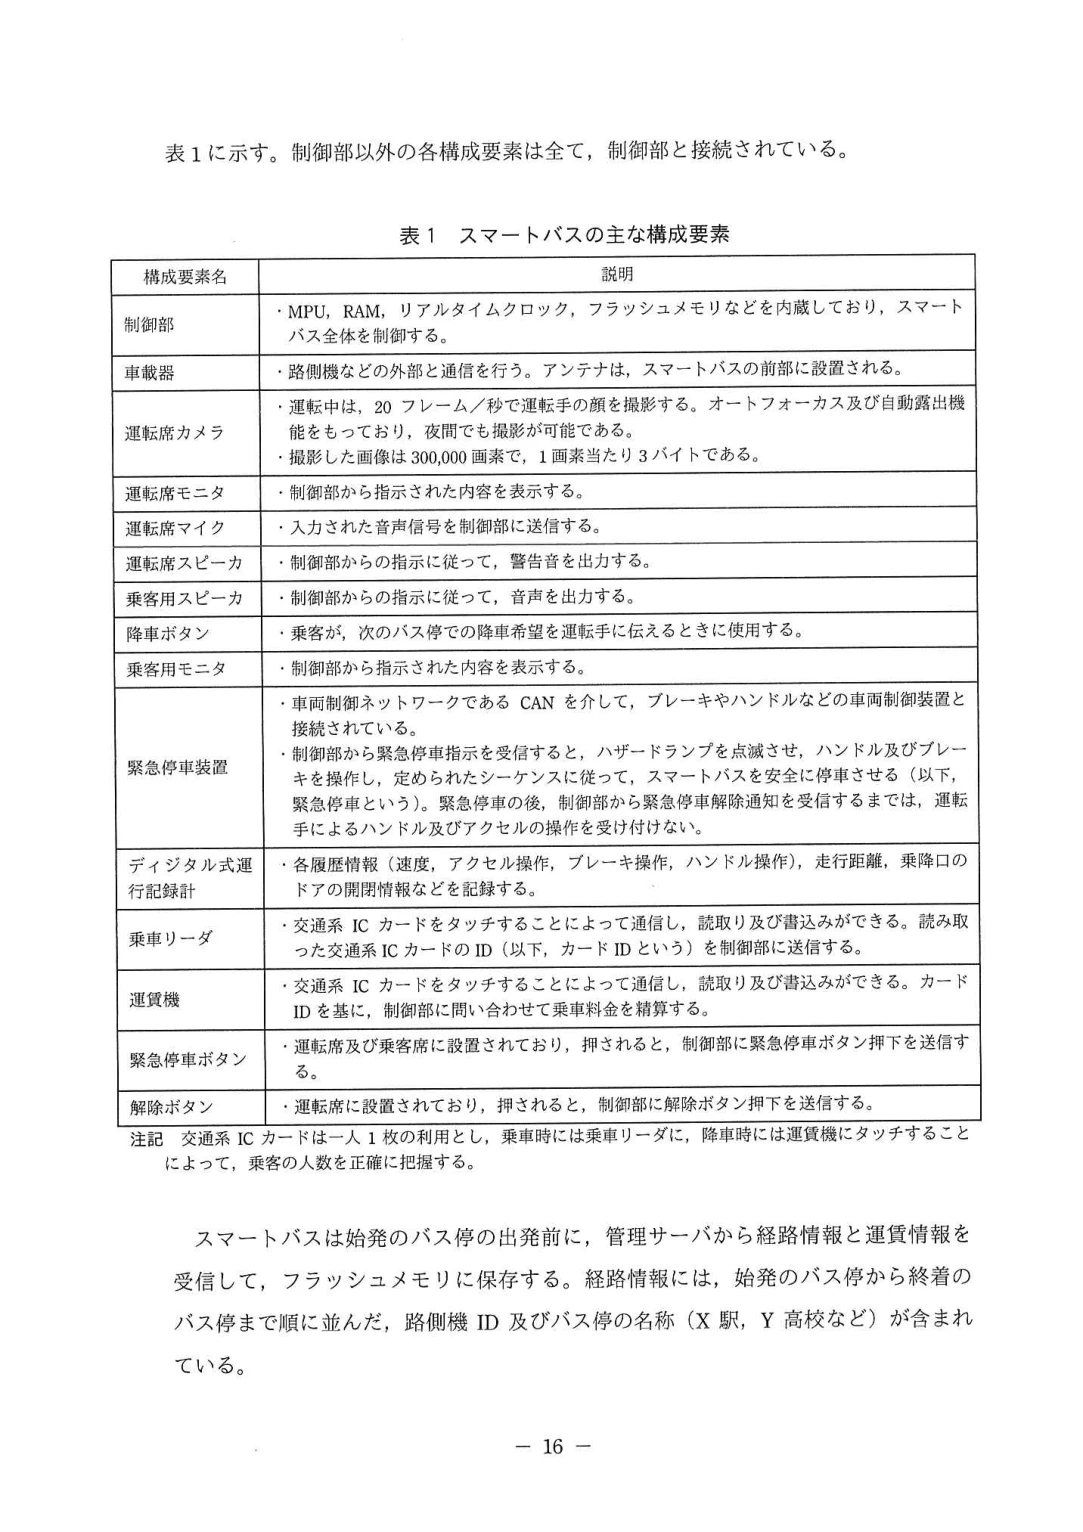 表 1 に示す。制御部以外の各構成要素は全て，制御部と接続されている。
表 1　スマートバスの主な構成要素
構成要素名
説明
制御部
・MPU，RAM，リアルタイムクロック，フラッシュメモリなどを内蔵しており，スマート
バス全体を制御する。
車載器
・路側機などの外部と通信を行う。アンテナは，スマートバスの前部に設置される。
運転席カメラ
・運転中は，20 フレーム／秒で運転手の顔を撮影する。オートフォーカス及び自動露出機
能をもっており，夜間でも撮影が可能である。
・撮影した画像は 300,000 画素で，1 画素当たり 3 バイトである。
運転席モニタ
・制御部から指示された内容を表示する。
運転席マイク
・入力された音声信号を制御部に送信する。
運転席スピーカ
・制御部からの指示に従って，警告音を出力する。
乗客用スピーカ
・制御部からの指示に従って，音声を出力する。
降車ボタン
・乗客が，次のバス停での降車希望を運転手に伝えるときに使用する。
乗客用モニタ
・制御部から指示された内容を表示する。
緊急停車装置
・車両制御ネットワークである CAN を介して，ブレーキやハンドルなどの車両制御装置と
接続されている。
・制御部から緊急停車指示を受信すると，ハザードランプを点滅させ，ハンドル及びブレー
キを操作し，定められたシーケンスに従って，スマートバスを安全に停車させる（以下，
緊急停車という）。緊急停車の後，制御部から緊急停車解除通知を受信するまでは，運転
手によるハンドル及びアクセルの操作を受け付けない。
ディジタル式運
行記録計
・各履歴情報（速度，アクセル操作，ブレーキ操作，ハンドル操作），走行距離，乗降口の
ドアの開閉情報などを記録する。
乗車リーダ
・交通系 IC カードをタッチすることによって通信し，読取り及び書込みができる。読み取
った交通系 IC カードの ID（以下，カード ID という）を制御部に送信する。
運賃機
・交通系 IC カードをタッチすることによって通信し，読取り及び書込みができる。カード
ID を基に，制御部に問い合わせて乗車料金を精算する。
緊急停車ボタン
・運転席及び乗客席に設置されており，押されると，制御部に緊急停車ボタン押下を送信す
る。
解除ボタン
・運転席に設置されており，押されると，制御部に解除ボタン押下を送信する。
注記　交通系 IC カードは一人 1 枚の利用とし，乗車時には乗車リーダに，降車時には運賃機にタッチすること
によって，乗客の人数を正確に把握する。
スマートバスは始発のバス停の出発前に，管理サーバから経路情報と運賃情報を
受信して，フラッシュメモリに保存する。経路情報には，始発のバス停から終着の
バス停まで順に並んだ，路側機 ID 及びバス停の名称（X 駅，Y 高校など）が含まれ
ている。
－ 16 －